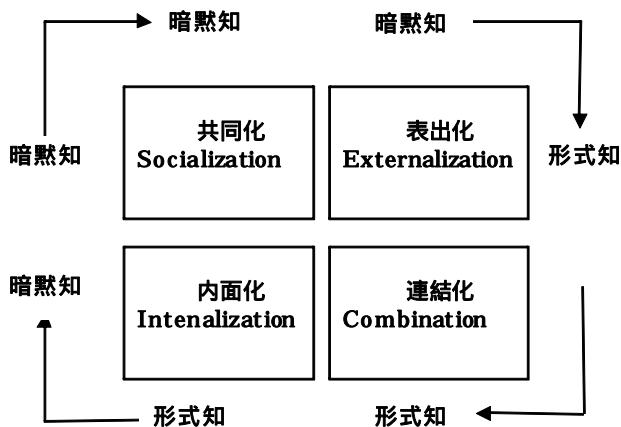 暗黙知
暗黙知
共同化
Socialization
表出化
Externalization
暗黙知
形式知
暗黙知
内面化
Intenalization
連結化
Combination
形式知
形式知